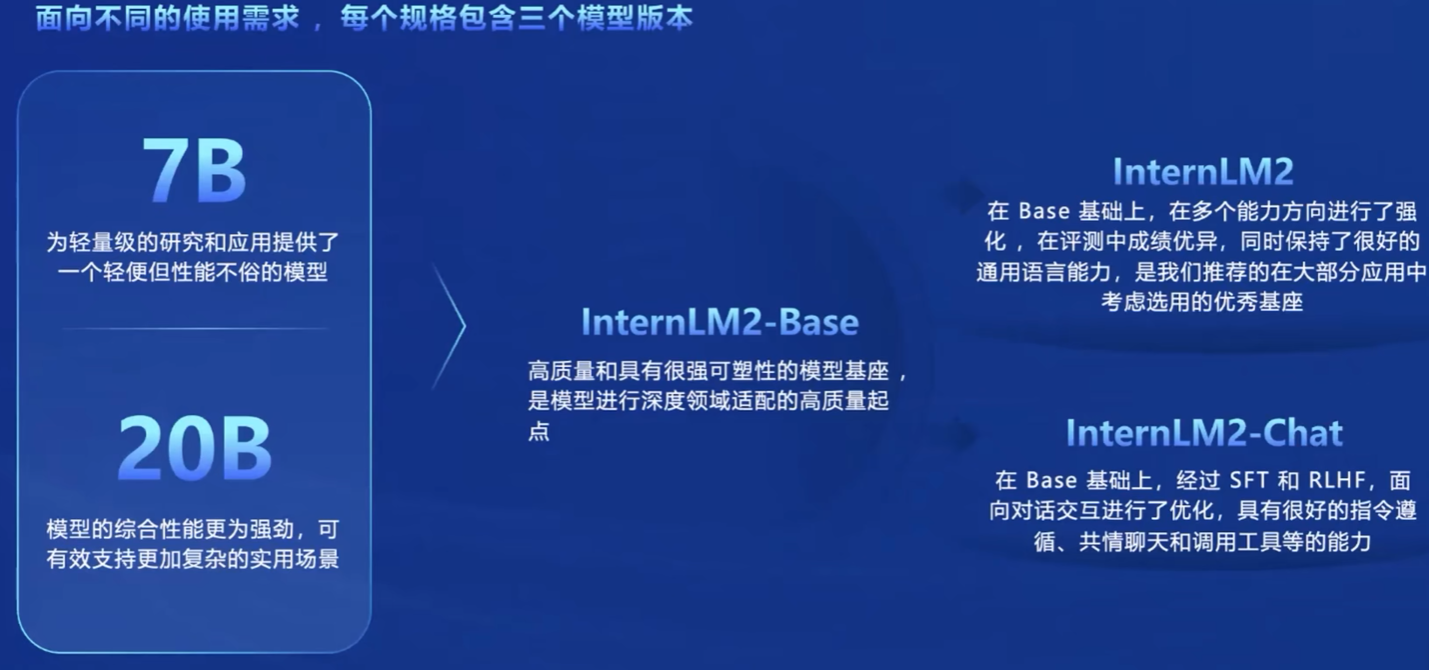 面向不同的使用需求，每个规格包含三个模型版本
7B
为轻量级的研究和应用提供了
一个轻便但性能不俗的模型
20B
模型的综合性能更为强劲，可
有效支持更加复杂的实用场景
InternLM2-Base
高质量和具有很强可塑性的模型基座，
是模型进行深度领域适配的高质量起
点
InternLM2
在 Base 基础上，在多个能力方向进行了强
化，在评测中成绩优异，同时保持了很好的
通用语言能力，是我们推荐的在大部分应用中
考虑选用的优秀基座
InternLM2-Chat
在 Base 基础上，经过 SFT 和 RLHF，面
向对话交互进行了优化，具有很好的指令遵
循、共情聊天和调用工具等的能力